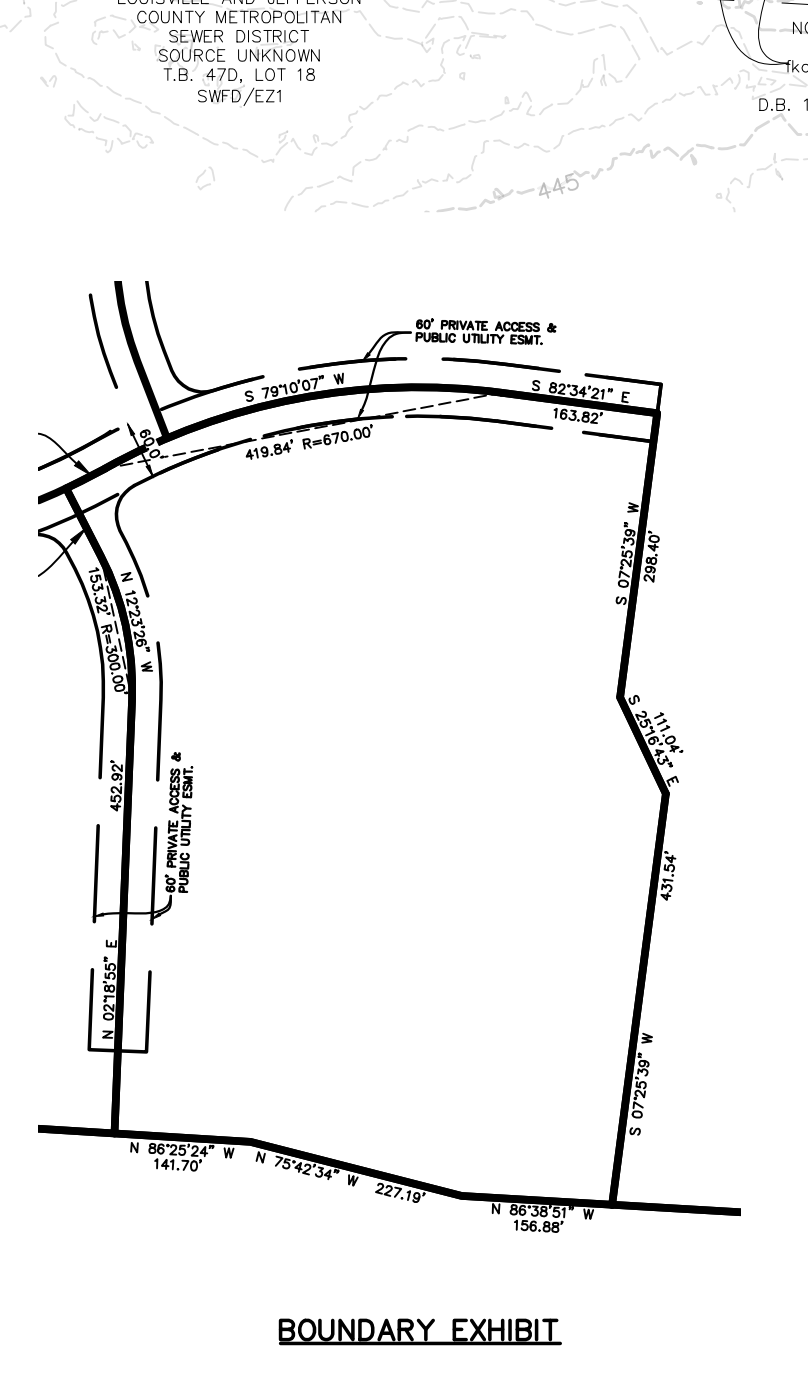 COUNTY METROPOLITAN
SEWER DISTRICT
SOURCE UNKNOWN
T.B. 47D, LOT 18
SWFD/EZ1
D.B. 1
445
60' PRIVATE ACCESS &
PUBLIC UTILITY ESMT.
S 79°10'07" W
S 82°34'21" E
163.82'
60.0'
419.84' R=670.00'
S 07°25'39" W
298.40'
N 12°23'26" W
153.32' R=300.00'
111.04'
S 25°16'43" E
452.92'
60' PRIVATE ACCESS &
PUBLIC UTILITY ESMT.
431.54'
N 02°18'55" E
S 07°25'39" W
N 86°25'24" W
141.70'
N 75°42'34" W 227.19'
N 86°38'51" W
156.88'
BOUNDARY EXHIBIT